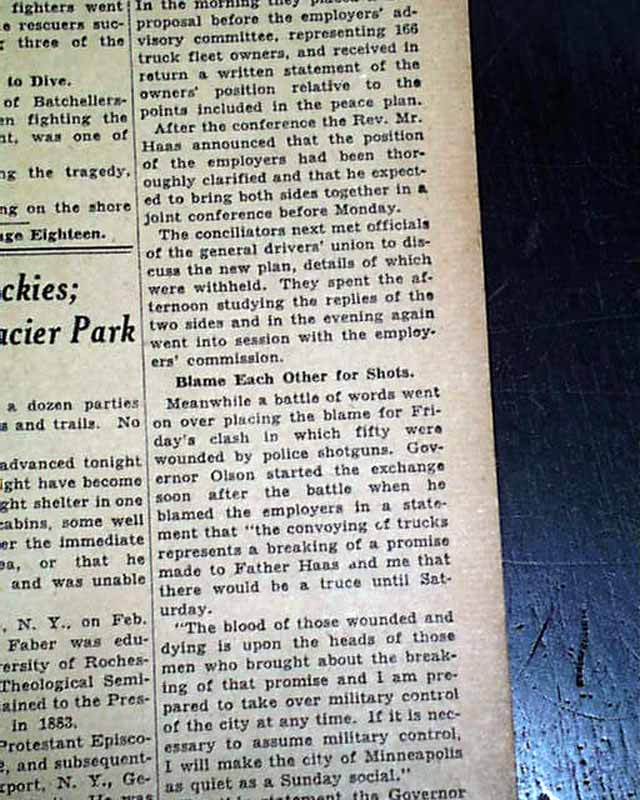 fighters went
rescuers suc-
three of the
to Dive.
of Batchellers-
en fighting the
nt, was one of
ng the tragedy,
ng on the shore
age Eighteen.
ckies;
acier Park
a dozen parties
s and trails. No
advanced tonight
ight have become
ght shelter in one
cabins, some well
er the immediate
ea, or that he
and was unable
, N. Y., on Feb.
Faber was edu-
versity of Roches-
Theological Semi-
ained to the Pres-
in 1883.
Protestant Episco-
e, and subsequent-
kport, N. Y., Ge-
He was
In the morning they placed
proposal before the employers' ad-
visory committee, representing 166
truck fleet owners, and received in
return a written statement of the
owners' position relative to the
points included in the peace plan.
After the conference the Rev. Mr.
Haas announced that the position
of the employers had been thor-
oughly clarified and that he expect-
ed to bring both sides together in a
joint conference before Monday.
The conciliators next met officials
of the general drivers' union to dis-
cuss the new plan, details of which
were withheld. They spent the af-
ternoon studying the replies of the
two sides and in the evening again
went into session with the employ-
ers' commission.
Blame Each Other for Shots.
Meanwhile a battle of words went
on over placing the blame for Fri-
day's clash in which fifty were
wounded by police shotguns. Gov-
ernor Olson started the exchange
soon after the battle when he
blamed the employers in a state-
ment that "the convoying of trucks
represents a breaking of a promise
made to Father Haas and me that
there would be a truce until Sat-
urday.
"The blood of those wounded and
dying is upon the heads of those
men who brought about the break-
ing of that promise and I am pre-
pared to take over military control
of the city at any time. If it is nec-
essary to assume military control,
I will make the city of Minneapolis
as quiet as a Sunday social."
this statement the Governor